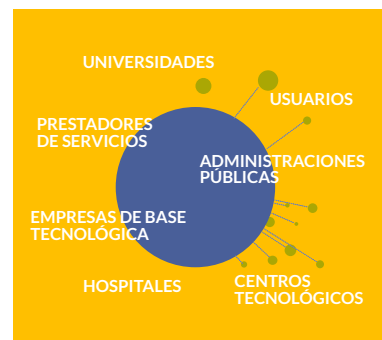 UNIVERSIDADES
USUARIOS
PRESTADORES
DE SERVICIOS
ADMINISTRACIONES
PÚBLICAS
EMPRESAS DE BASE
TECNOLÓGICA
HOSPITALES
CENTROS
TECNOLÓGICOS